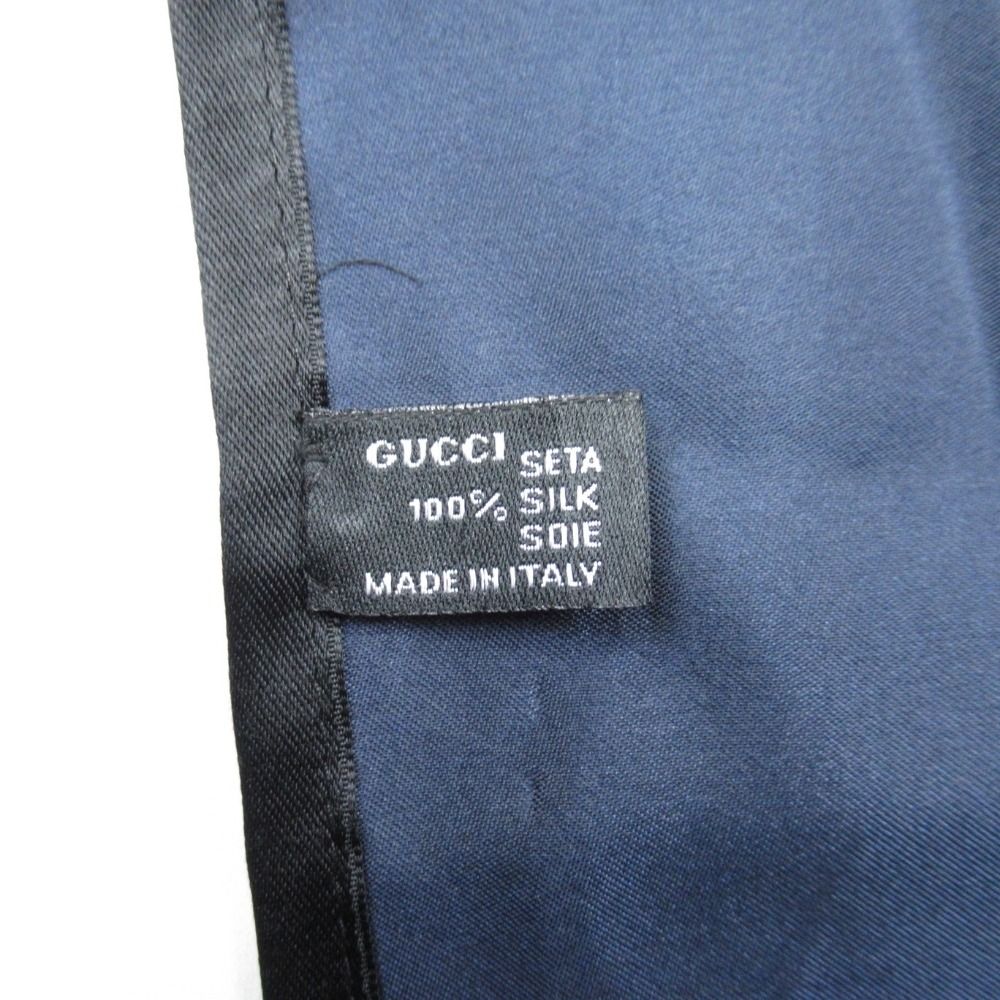 GUCCI SETA
100% SILK
SOIE
MADE IN ITALY